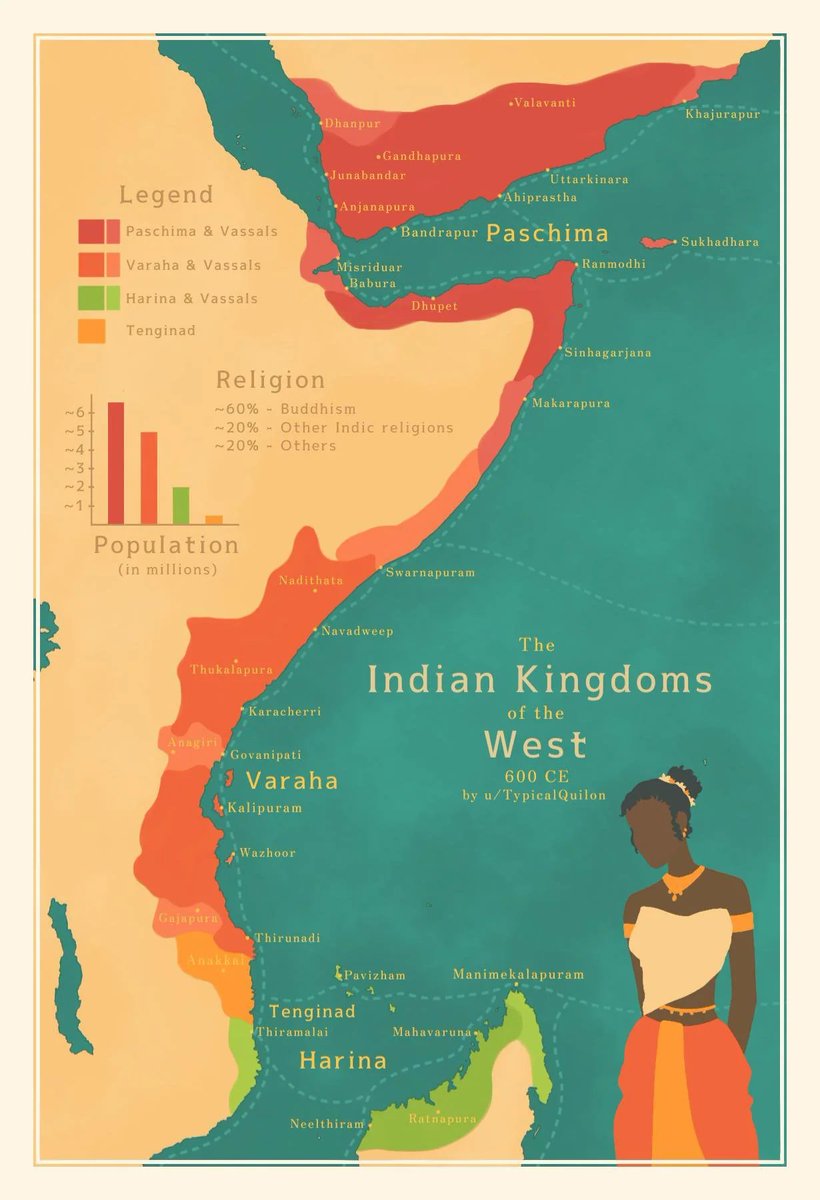 Valavanti
Khajurapur
Dhanpur
Gandhapura
Junabandar
Uttarkinara
Ahiprastha
Anjanapura
Bandrapur
Paschima
Sukhadhara
Misriduar
Ranmodhi
Babura
Dhupet
Sinhagarjana
Makarapura
Legend
Paschima & Vassals
Varaha & Vassals
Harina & Vassals
Tenginad
Religion
~60% - Buddhism
~20% - Other Indic religions
~20% - Others
~6
~5
~4
~3
~2
~1
Population
(in millions)
Swarnapuram
Nadithata
Navadweep
Thukalapura
Karacherri
Anagiri
Govanipati
Varaha
Kalipuram
Wazhoor
Gajapura
Thirunadi
Anakkal
The
Indian Kingdoms
of the
West
600 CE
by u/TypicalQuilon
Pavizham
Manimekalapuram
Tenginad
Thiramalai
Mahavaruna
Harina
Neelthiram
Ratnapura